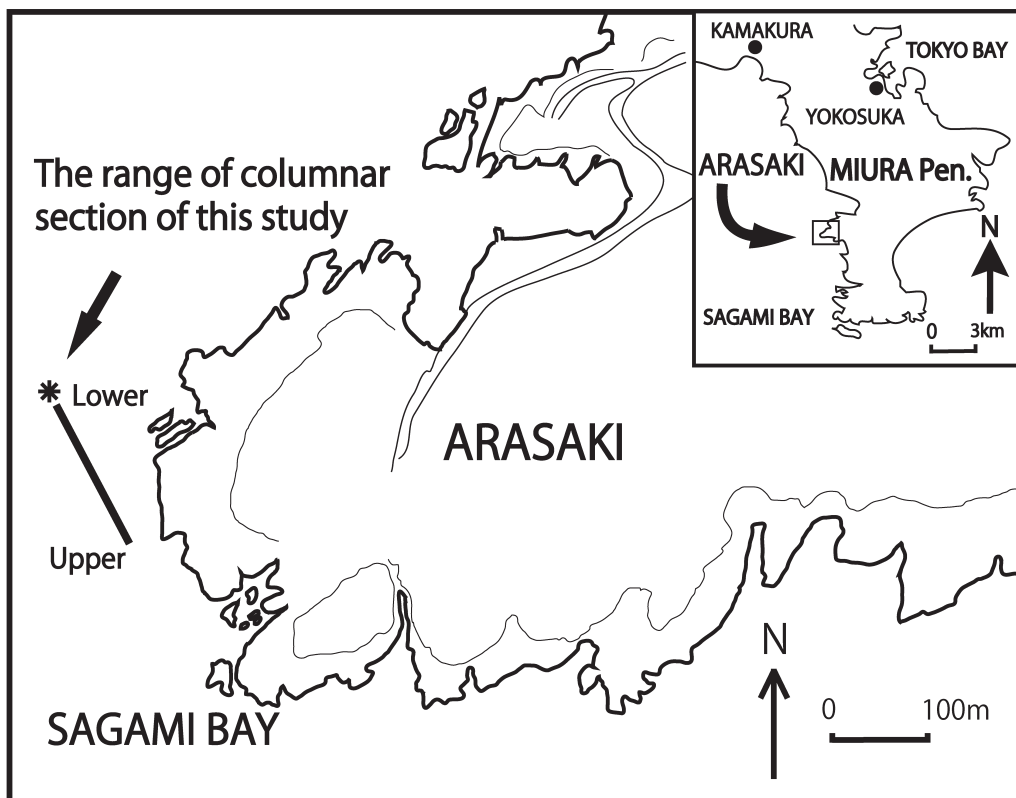 KAMAKURA
TOKYO BAY
YOKOSUKA
ARASAKI
MIURA Pen.
N
SAGAMI BAY
0 3km
The range of columnar
section of this study
Lower
Upper
ARASAKI
SAGAMI BAY
N
0 100m